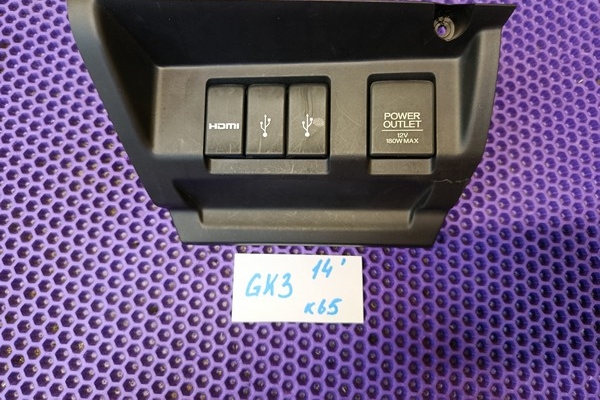 HDMI
POWER
OUTLET
12V
180W MAX
GK3 14'
к65